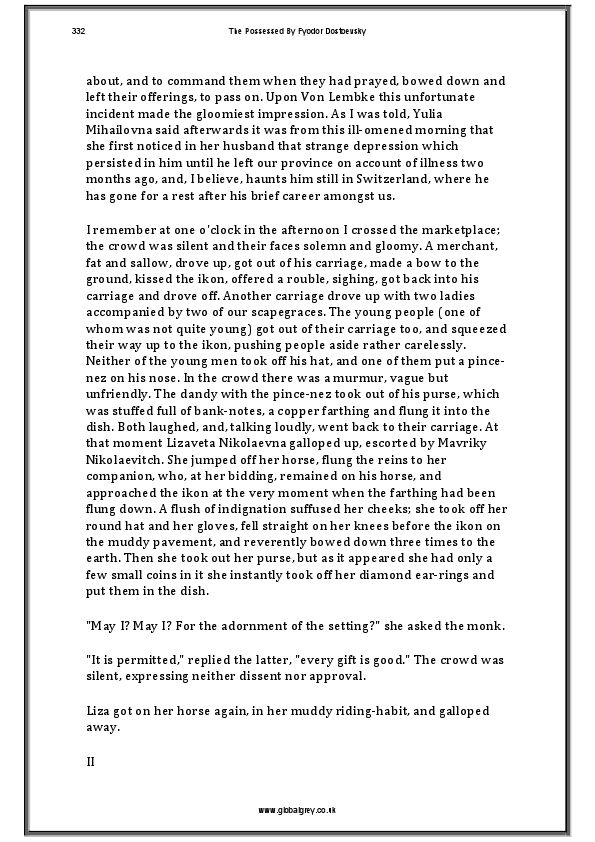 332
The Possessed By Fyodor Dostoevsky
about, and to command them when they had prayed, bowed down and
left their offerings, to pass on. Upon Von Lembke this unfortunate
incident made the gloomiest impression. As I was told, Yulia
Mihailovna said afterwards it was from this ill-omened morning that
she first noticed in her husband that strange depression which
persisted in him until he left our province on account of illness two
months ago, and, I believe, haunts him still in Switzerland, where he
has gone for a rest after his brief career amongst us.
I remember at one o'clock in the afternoon I crossed the marketplace;
the crowd was silent and their faces solemn and gloomy. A merchant,
fat and sallow, drove up, got out of his carriage, made a bow to the
ground, kissed the ikon, offered a rouble, sighing, got back into his
carriage and drove off. Another carriage drove up with two ladies
accompanied by two of our scapegraces. The young people (one of
whom was not quite young) got out of their carriage too, and squeezed
their way up to the ikon, pushing people aside rather carelessly.
Neither of the young men took off his hat, and one of them put a pince-
nez on his nose. In the crowd there was a murmur, vague but
unfriendly. The dandy with the pince-nez took out of his purse, which
was stuffed full of bank-notes, a copper farthing and flung it into the
dish. Both laughed, and, talking loudly, went back to their carriage. At
that moment Lizaveta Nikolaevna galloped up, escorted by Mavriky
Nikolaevitch. She jumped off her horse, flung the reins to her
companion, who, at her bidding, remained on his horse, and
approached the ikon at the very moment when the farthing had been
flung down. A flush of indignation suffused her cheeks; she took off her
round hat and her gloves, fell straight on her knees before the ikon on
the muddy pavement, and reverently bowed down three times to the
earth. Then she took out her purse, but as it appeared she had only a
few small coins in it she instantly took off her diamond ear-rings and
put them in the dish.
"May I? May I? For the adornment of the setting?" she asked the monk.
"It is permitted," replied the latter, "every gift is good." The crowd was
silent, expressing neither dissent nor approval.
Liza got on her horse again, in her muddy riding-habit, and galloped
away.
II
www.globalgrey.co.uk